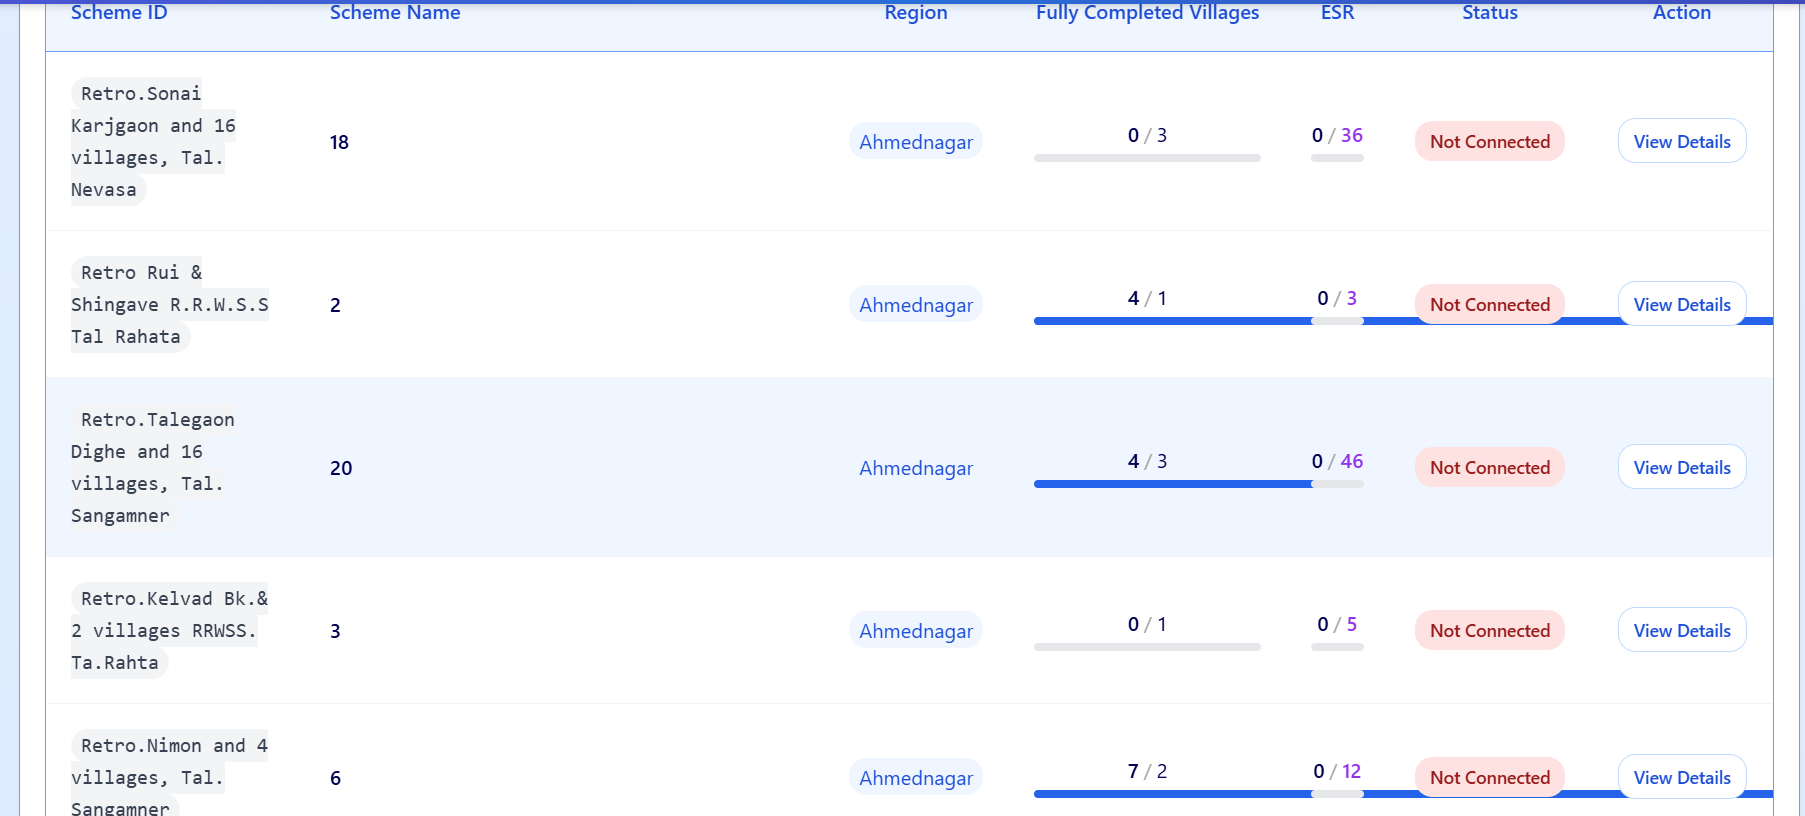 Scheme ID Scheme Name Region Fully Completed Villages ESR Status Action
Retro.Sonai
Karjgaon and 16
villages, Tal.
Nevasa
18 Ahmednagar 0 / 3 0 / 36 Not Connected View Details
Retro Rui &
Shingave R.R.W.S.S
Tal Rahata
2 Ahmednagar 4 / 1 0 / 3 Not Connected View Details
Retro.Talegaon
Dighe and 16
villages, Tal.
Sangamner
20 Ahmednagar 4 / 3 0 / 46 Not Connected View Details
Retro.Kelvad Bk.&
2 villages RRWSS.
Ta.Rahta
3 Ahmednagar 0 / 1 0 / 5 Not Connected View Details
Retro.Nimon and 4
villages, Tal.
Sangamner
6 Ahmednagar 7 / 2 0 / 12 Not Connected View Details